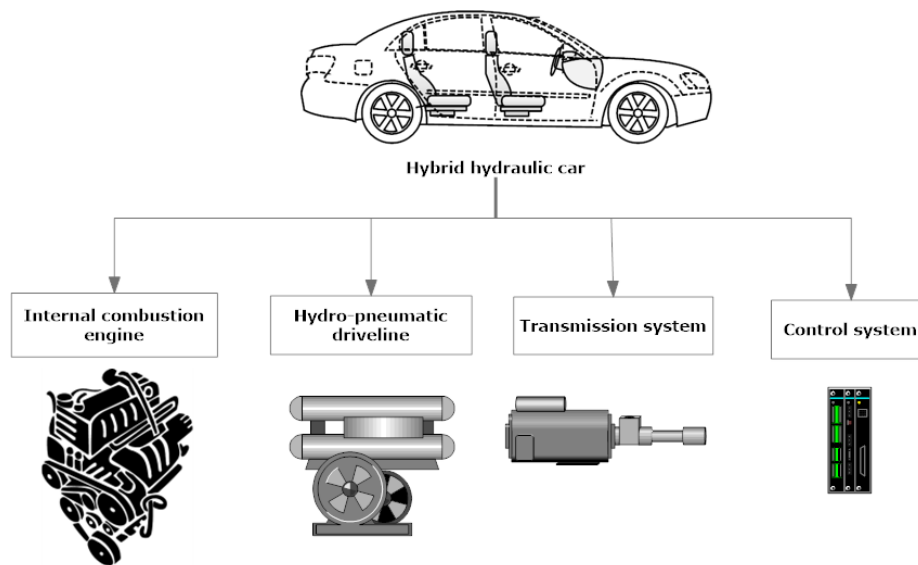 Hybrid hydraulic car
Internal combustion
engine
Hydro-pneumatic
driveline
Transmission system
Control system